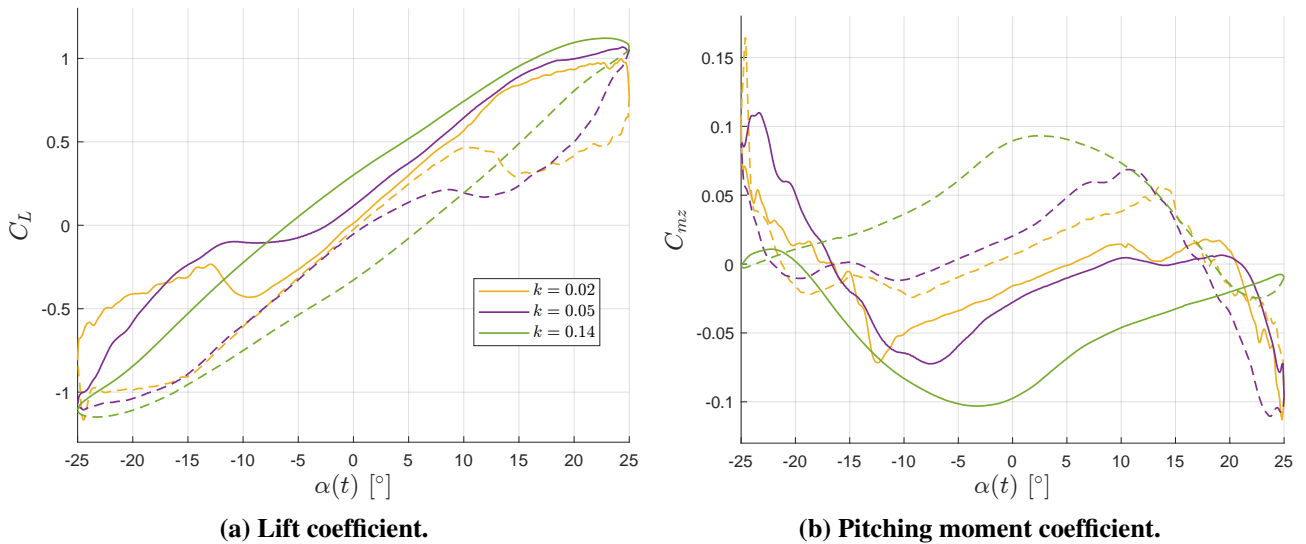 1
0.5
0
-0.5
-1
C_L
-25 -20 -15 -10 -5 0 5 10 15 20 25
α(t) [°]
k = 0.02
k = 0.05
k = 0.14
(a) Lift coefficient.
0.15
0.1
0.05
0
-0.05
-0.1
C_{mz}
-25 -20 -15 -10 -5 0 5 10 15 20 25
α(t) [°]
(b) Pitching moment coefficient.